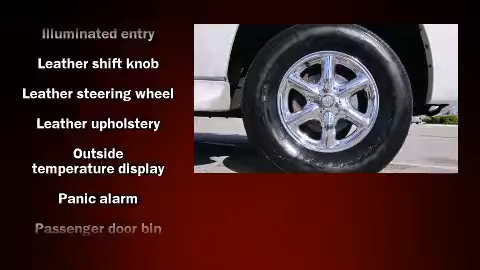 Illuminated entry
Leather shift knob
Leather steering wheel
Leather upholstery
Outside
temperature display
Panic alarm
Passenger door bin